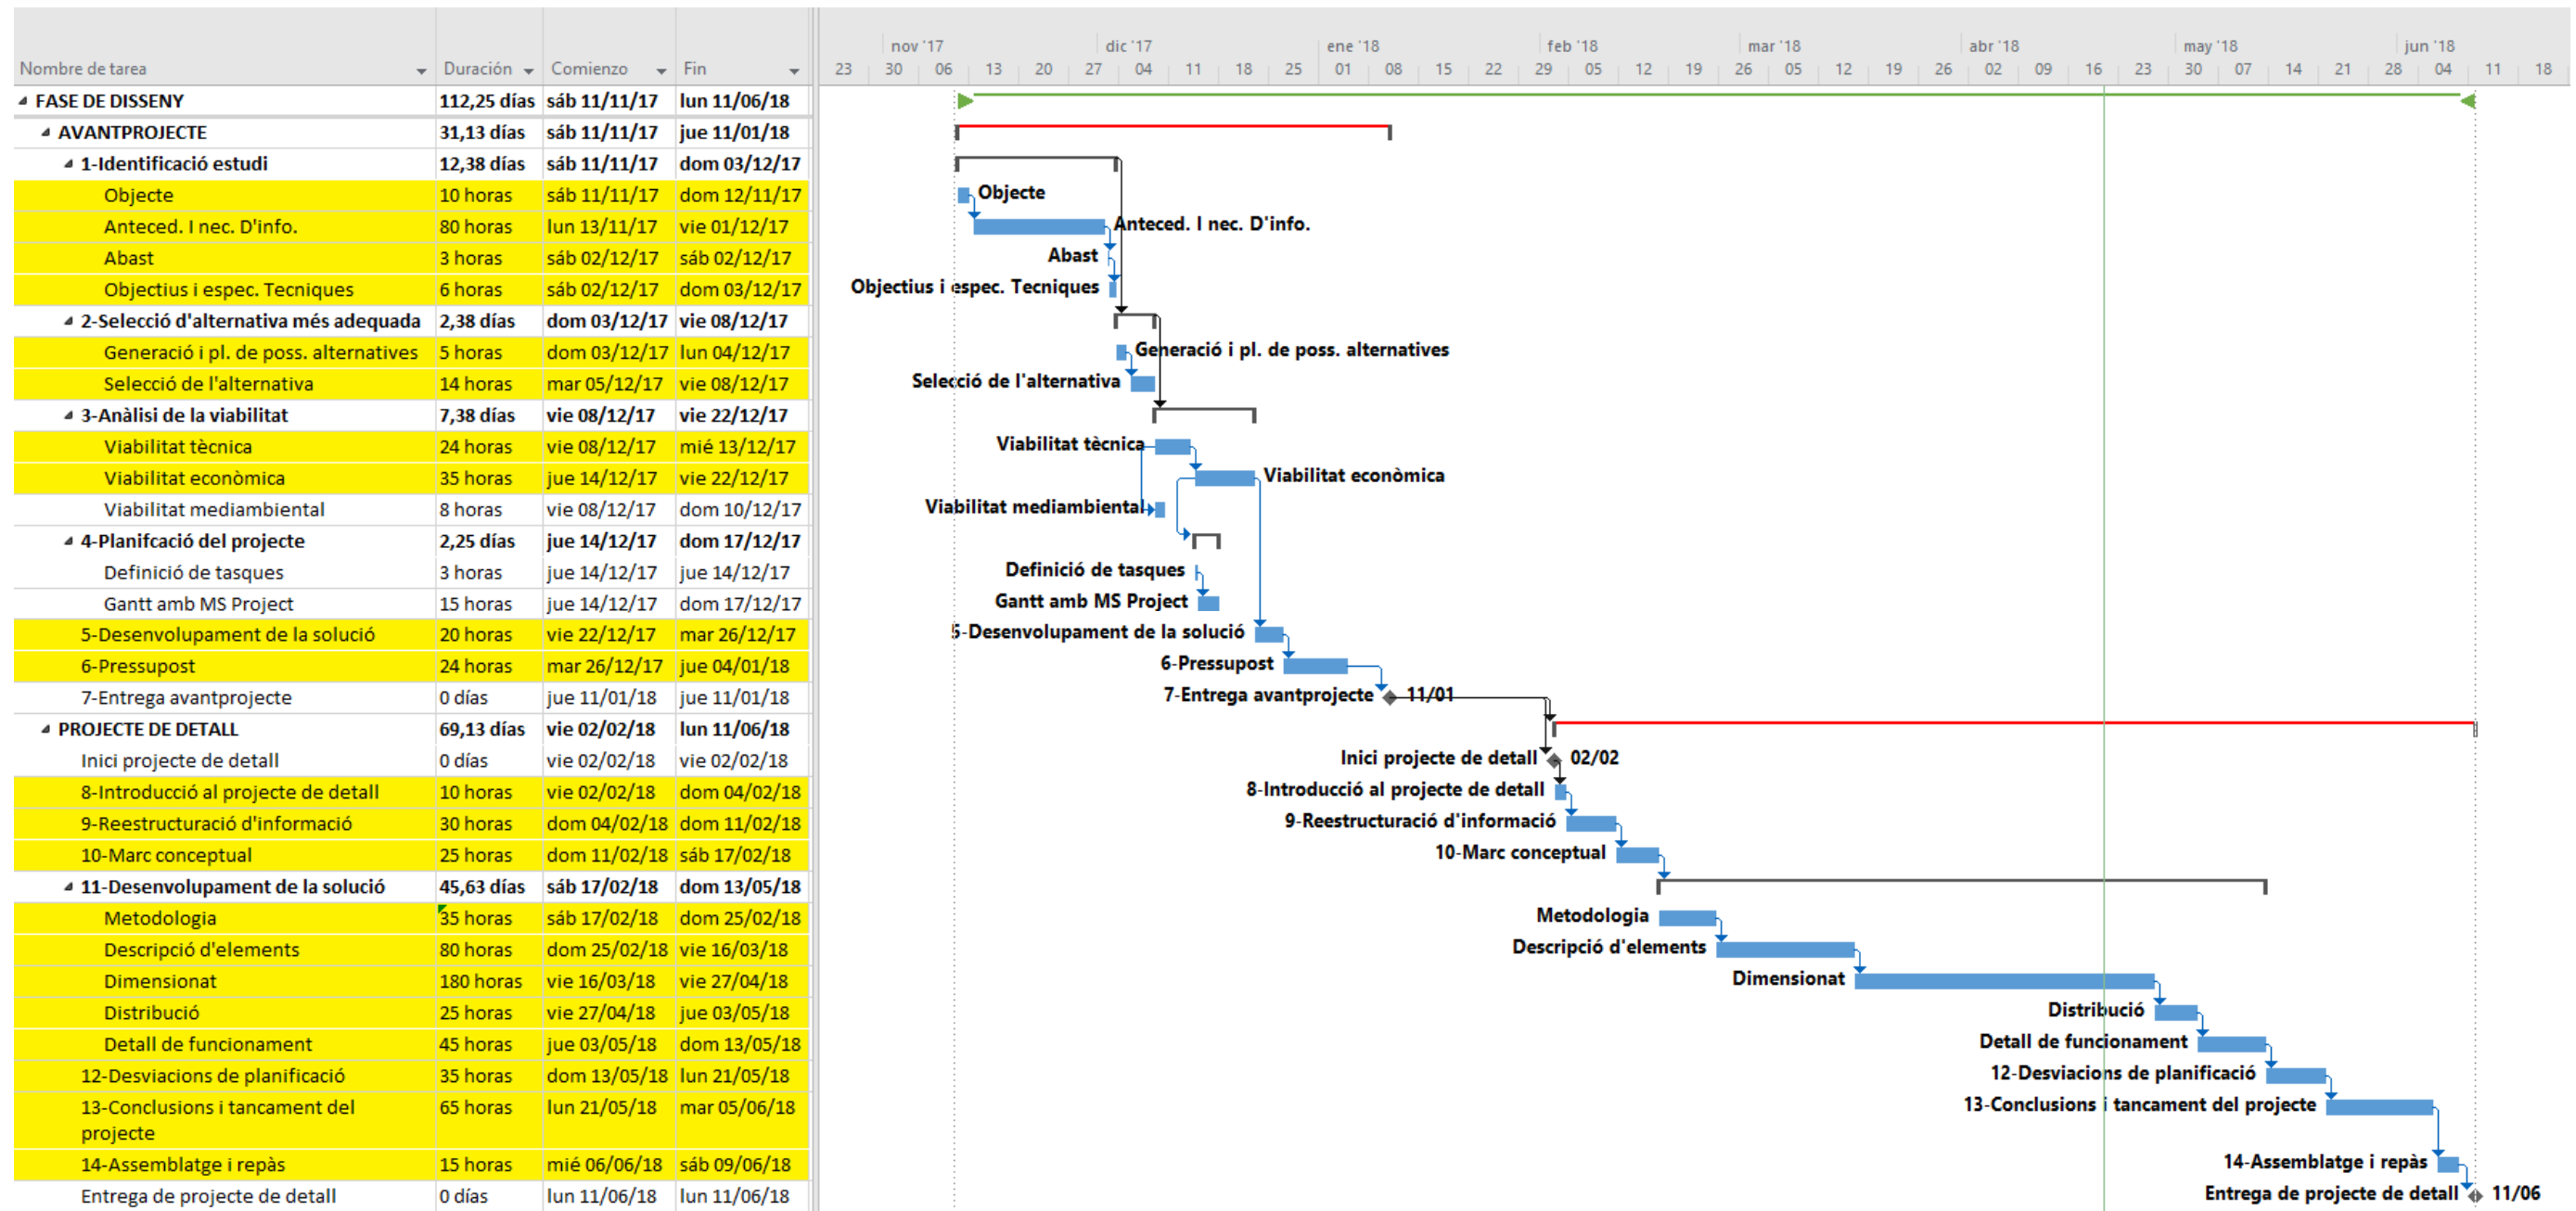 nov '17 dic '17 ene '18 feb '18 mar '18 abr '18 may '18 jun '18
Nombre de tarea Duración Comienzo Fin 23 30 06 13 20 27 04 11 18 25 01 08 15 22 29 05 12 19 26 05 12 19 26 02 09 16 23 30 07 14 21 28 04 11 18
FASE DE DISSENY 112,25 días sáb 11/11/17 lun 11/06/18
AVANTPROJECTE 31,13 días sáb 11/11/17 jue 11/01/18
1-Identificació estudi 12,38 días sáb 11/11/17 dom 03/12/17
Objecte 10 horas sáb 11/11/17 dom 12/11/17 Objecte
Anteced. I nec. D'info. 80 horas lun 13/11/17 vie 01/12/17 Anteced. I nec. D'info.
Abast 3 horas sáb 02/12/17 sáb 02/12/17 Abast
Objectius i espec. Tecniques 6 horas sáb 02/12/17 dom 03/12/17 Objectius i espec. Tecniques
2-Selecció d'alternativa més adequada 2,38 días dom 03/12/17 vie 08/12/17
Generació i pl. de poss. alternatives 5 horas dom 03/12/17 lun 04/12/17 Generació i pl. de poss. alternatives
Selecció de l'alternativa 14 horas mar 05/12/17 vie 08/12/17 Selecció de l'alternativa
3-Anàlisi de la viabilitat 7,38 días vie 08/12/17 vie 22/12/17
Viabilitat tècnica 24 horas vie 08/12/17 mié 13/12/17 Viabilitat tècnica
Viabilitat econòmica 35 horas jue 14/12/17 vie 22/12/17 Viabilitat econòmica
Viabilitat mediambiental 8 horas vie 08/12/17 dom 10/12/17 Viabilitat mediambiental
4-Planifcació del projecte 2,25 días jue 14/12/17 dom 17/12/17
Definició de tasques 3 horas jue 14/12/17 jue 14/12/17 Definició de tasques
Gantt amb MS Project 15 horas jue 14/12/17 dom 17/12/17 Gantt amb MS Project
5-Desenvolupament de la solució 20 horas vie 22/12/17 mar 26/12/17 5-Desenvolupament de la solució
6-Pressupost 24 horas mar 26/12/17 jue 04/01/18 6-Pressupost
7-Entrega avantprojecte 0 días jue 11/01/18 jue 11/01/18 7-Entrega avantprojecte 11/01
PROJECTE DE DETALL 69,13 días vie 02/02/18 lun 11/06/18
Inici projecte de detall 0 días vie 02/02/18 vie 02/02/18 Inici projecte de detall 02/02
8-Introducció al projecte de detall 10 horas vie 02/02/18 dom 04/02/18 8-Introducció al projecte de detall
9-Reestructuració d'informació 30 horas dom 04/02/18 dom 11/02/18 9-Reestructuració d'informació
10-Marc conceptual 25 horas dom 11/02/18 sáb 17/02/18 10-Marc conceptual
11-Desenvolupament de la solució 45,63 días sáb 17/02/18 dom 13/05/18
Metodologia 35 horas sáb 17/02/18 dom 25/02/18 Metodologia
Descripció d'elements 80 horas dom 25/02/18 vie 16/03/18 Descripció d'elements
Dimensionat 180 horas vie 16/03/18 vie 27/04/18 Dimensionat
Distribució 25 horas vie 27/04/18 jue 03/05/18 Distribució
Detall de funcionament 45 horas jue 03/05/18 dom 13/05/18 Detall de funcionament
12-Desviacions de planificació 35 horas dom 13/05/18 lun 21/05/18 12-Desviacions de planificació
13-Conclusions i tancament del 65 horas lun 21/05/18 mar 05/06/18 13-Conclusions i tancament del projecte
projecte
14-Assemblatge i repàs 15 horas mié 06/06/18 sáb 09/06/18 14-Assemblatge i repàs
Entrega de projecte de detall 0 días lun 11/06/18 lun 11/06/18 Entrega de projecte de detall 11/06